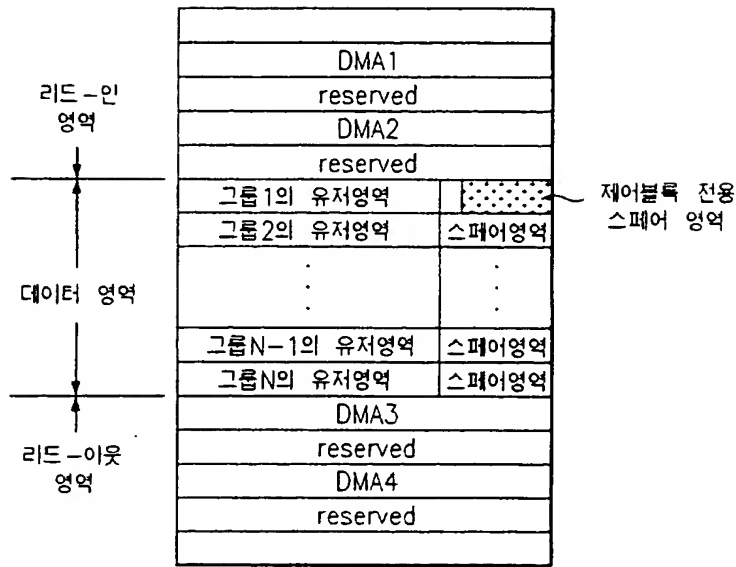 DMA1
리드-인
영역
reserved
DMA2
reserved
그룹1의 유저영역
제어블록 전용
스페어 영역
그룹2의 유저영역 스페어영역
데이터 영역
그룹N-1의 유저영역 스페어영역
그룹N의 유저영역 스페어영역
DMA3
리드-아웃
영역
reserved
DMA4
reserved